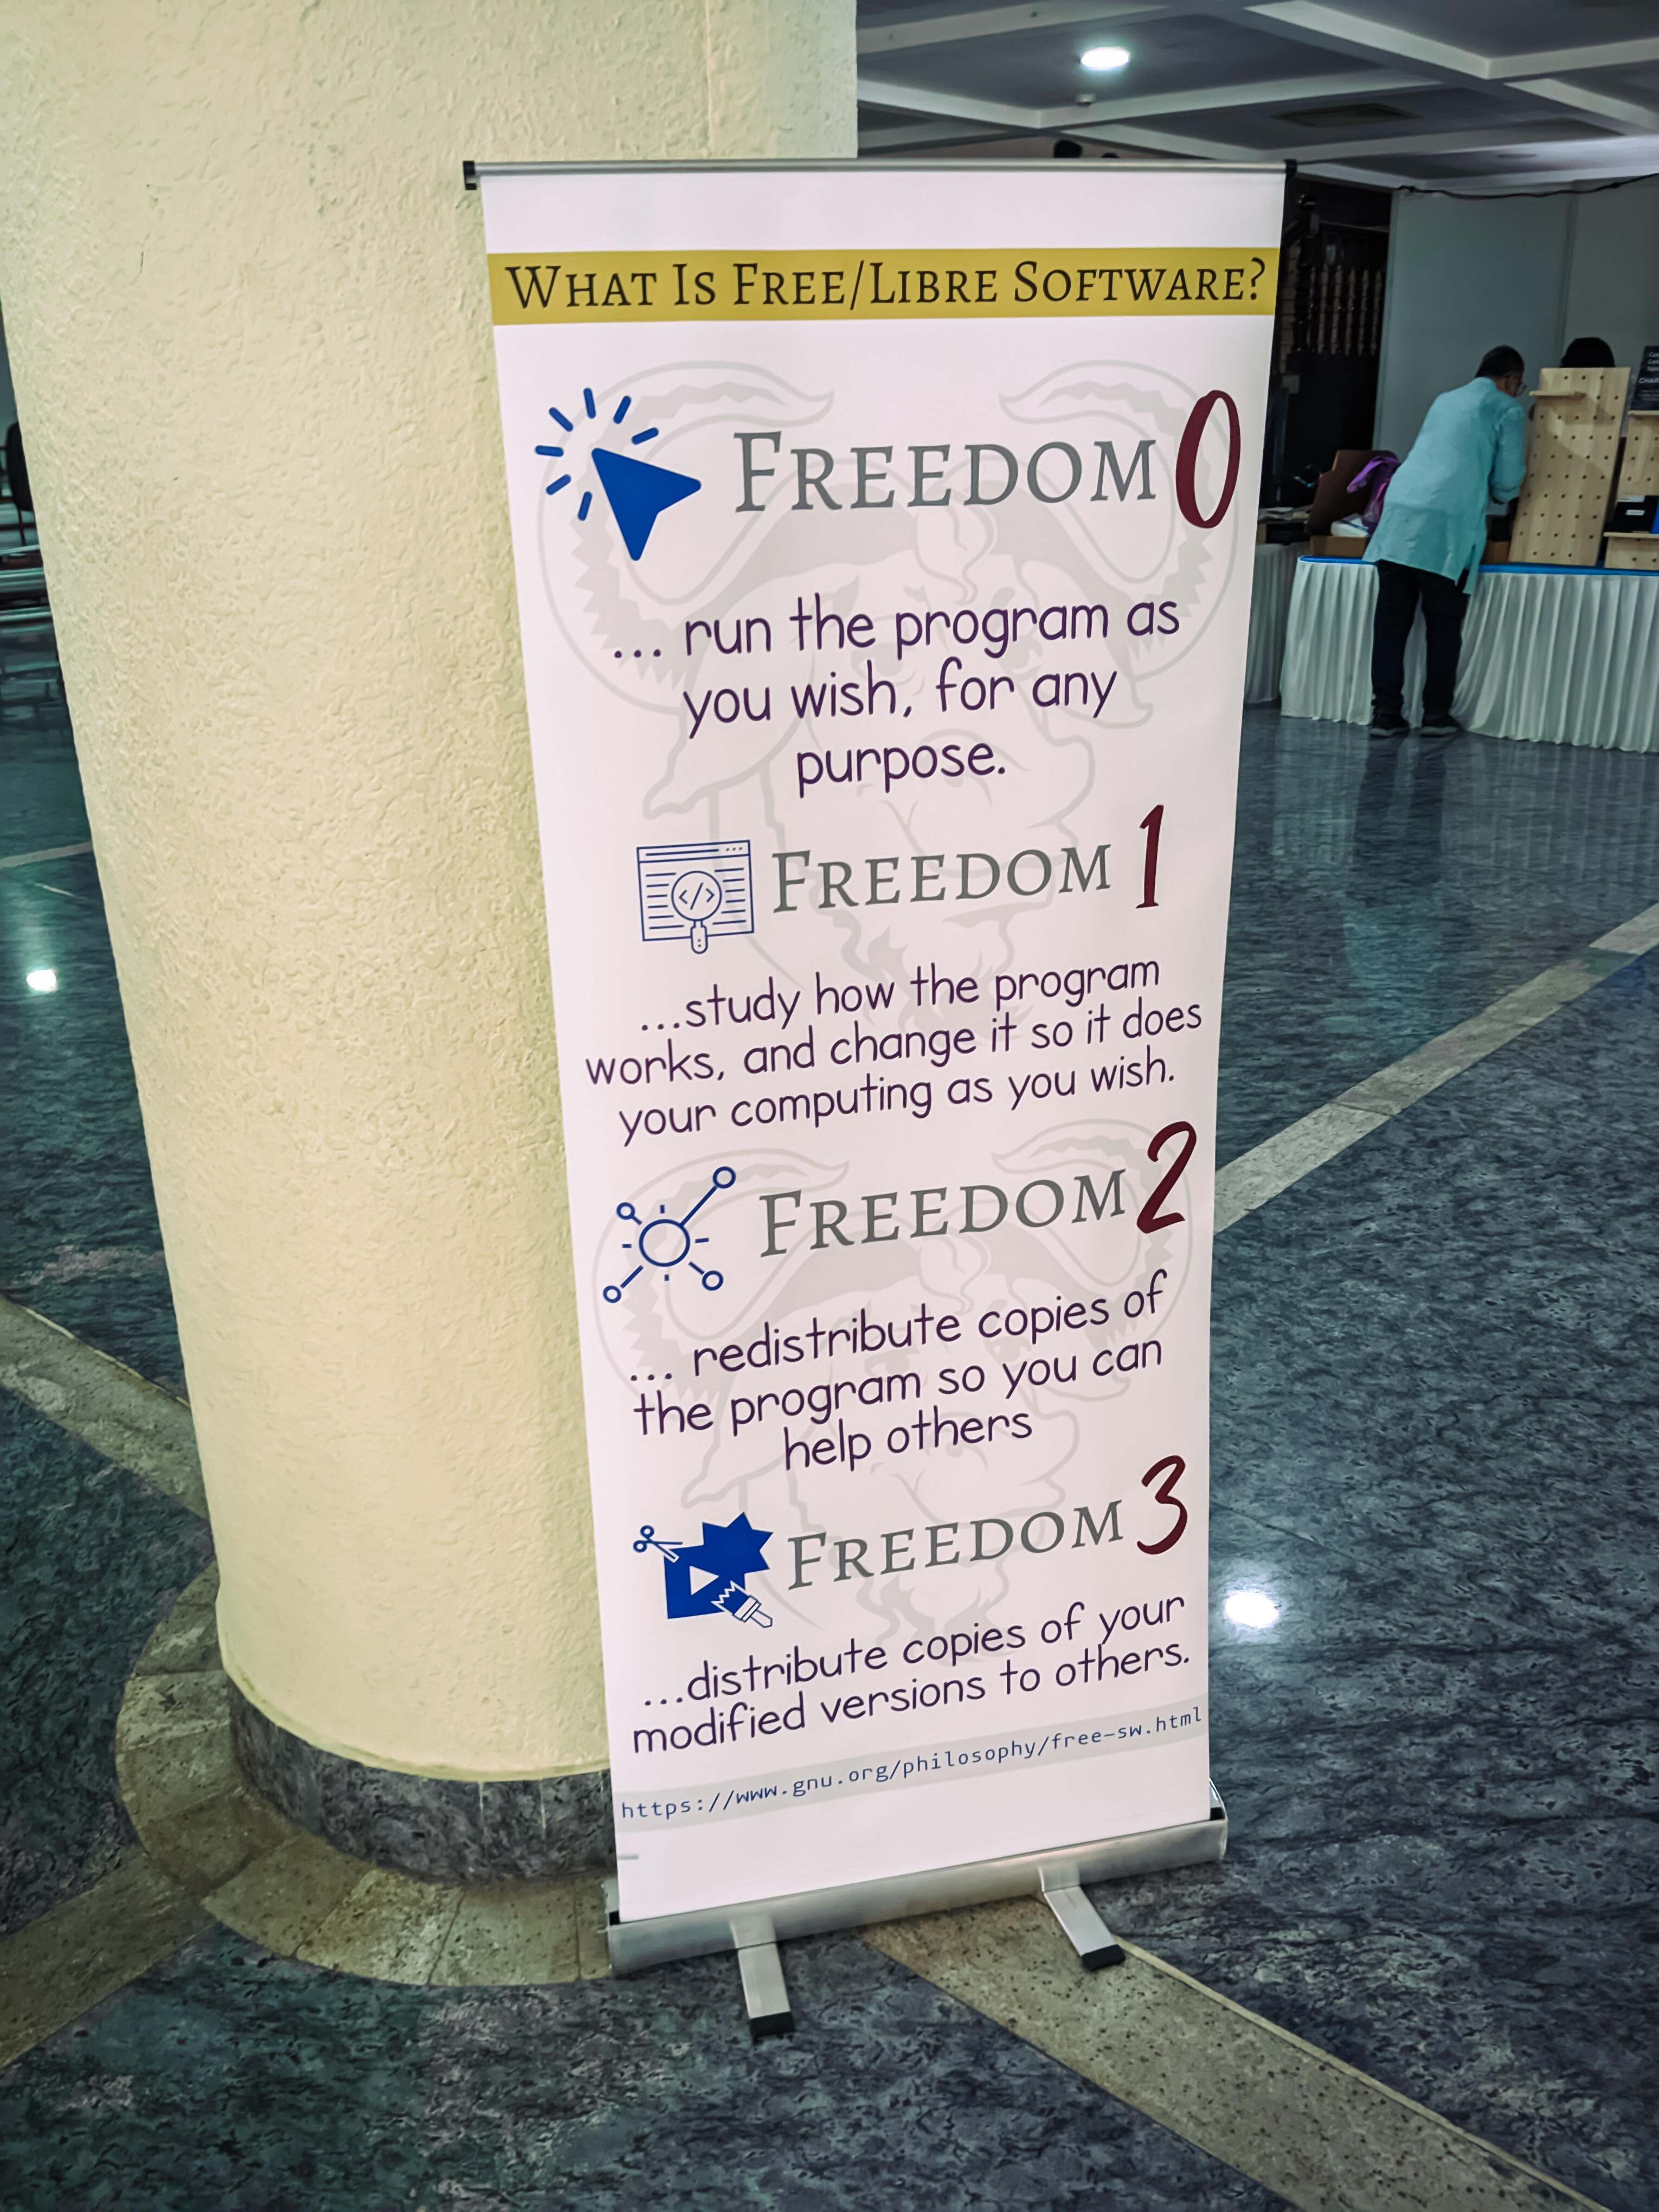 What Is Free/Libre Software?
Freedom 0
... run the program as
you wish, for any
purpose.
Freedom 1
</>
...study how the program
works, and change it so it does
your computing as you wish.
Freedom 2
... redistribute copies of
the program so you can
help others
Freedom 3
...distribute copies of your
modified versions to others.
https://www.gnu.org/philosophy/free-sw.html